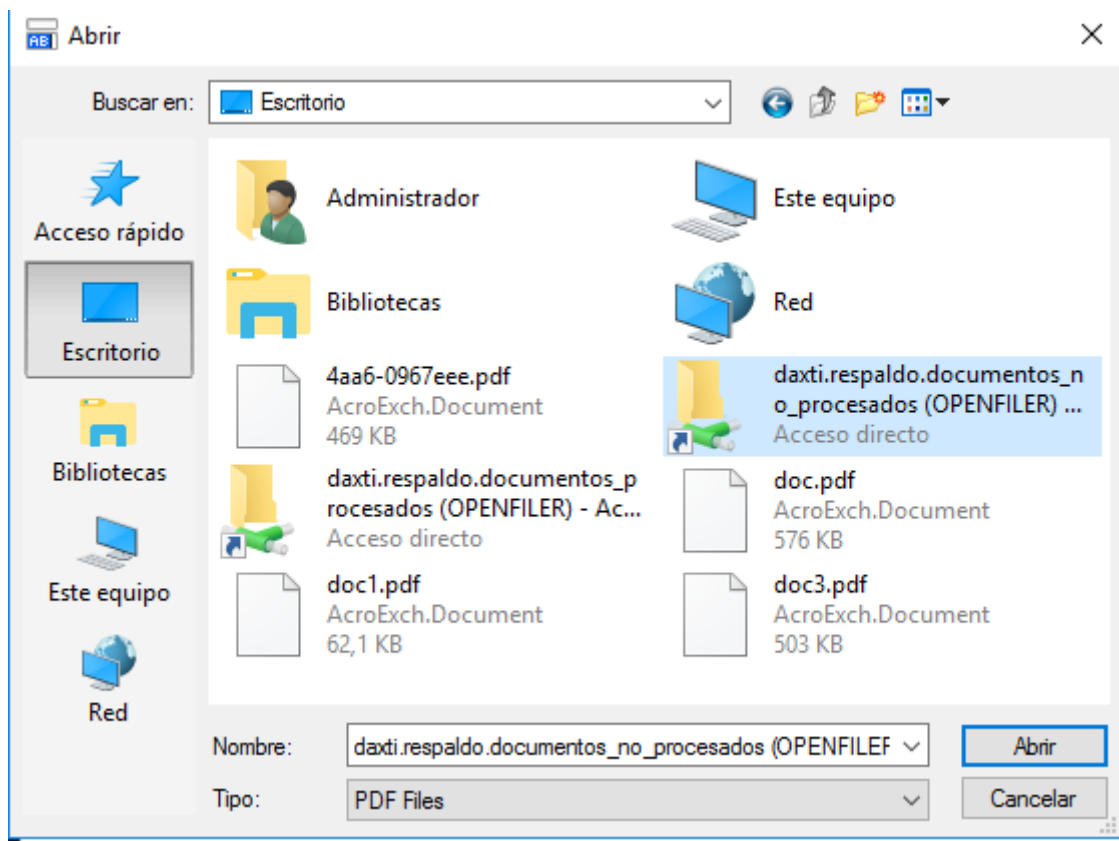 Abrir
Buscar en:
Escritorio
Acceso rápido
Escritorio
Bibliotecas
Este equipo
Red
Administrador
Este equipo
Bibliotecas
Red
4aa6-0967eee.pdf
AcroExch.Document
469 KB
daxti.respaldo.documentos_n
o_procesados (OPENFILER) ...
Acceso directo
daxti.respaldo.documentos_p
rocesados (OPENFILER) - Ac...
Acceso directo
doc.pdf
AcroExch.Document
576 KB
doc1.pdf
AcroExch.Document
62,1 KB
doc3.pdf
AcroExch.Document
503 KB
Nombre:
daxti.respaldo.documentos_no_procesados (OPENFILER
Abrir
Tipo:
PDF Files
Cancelar